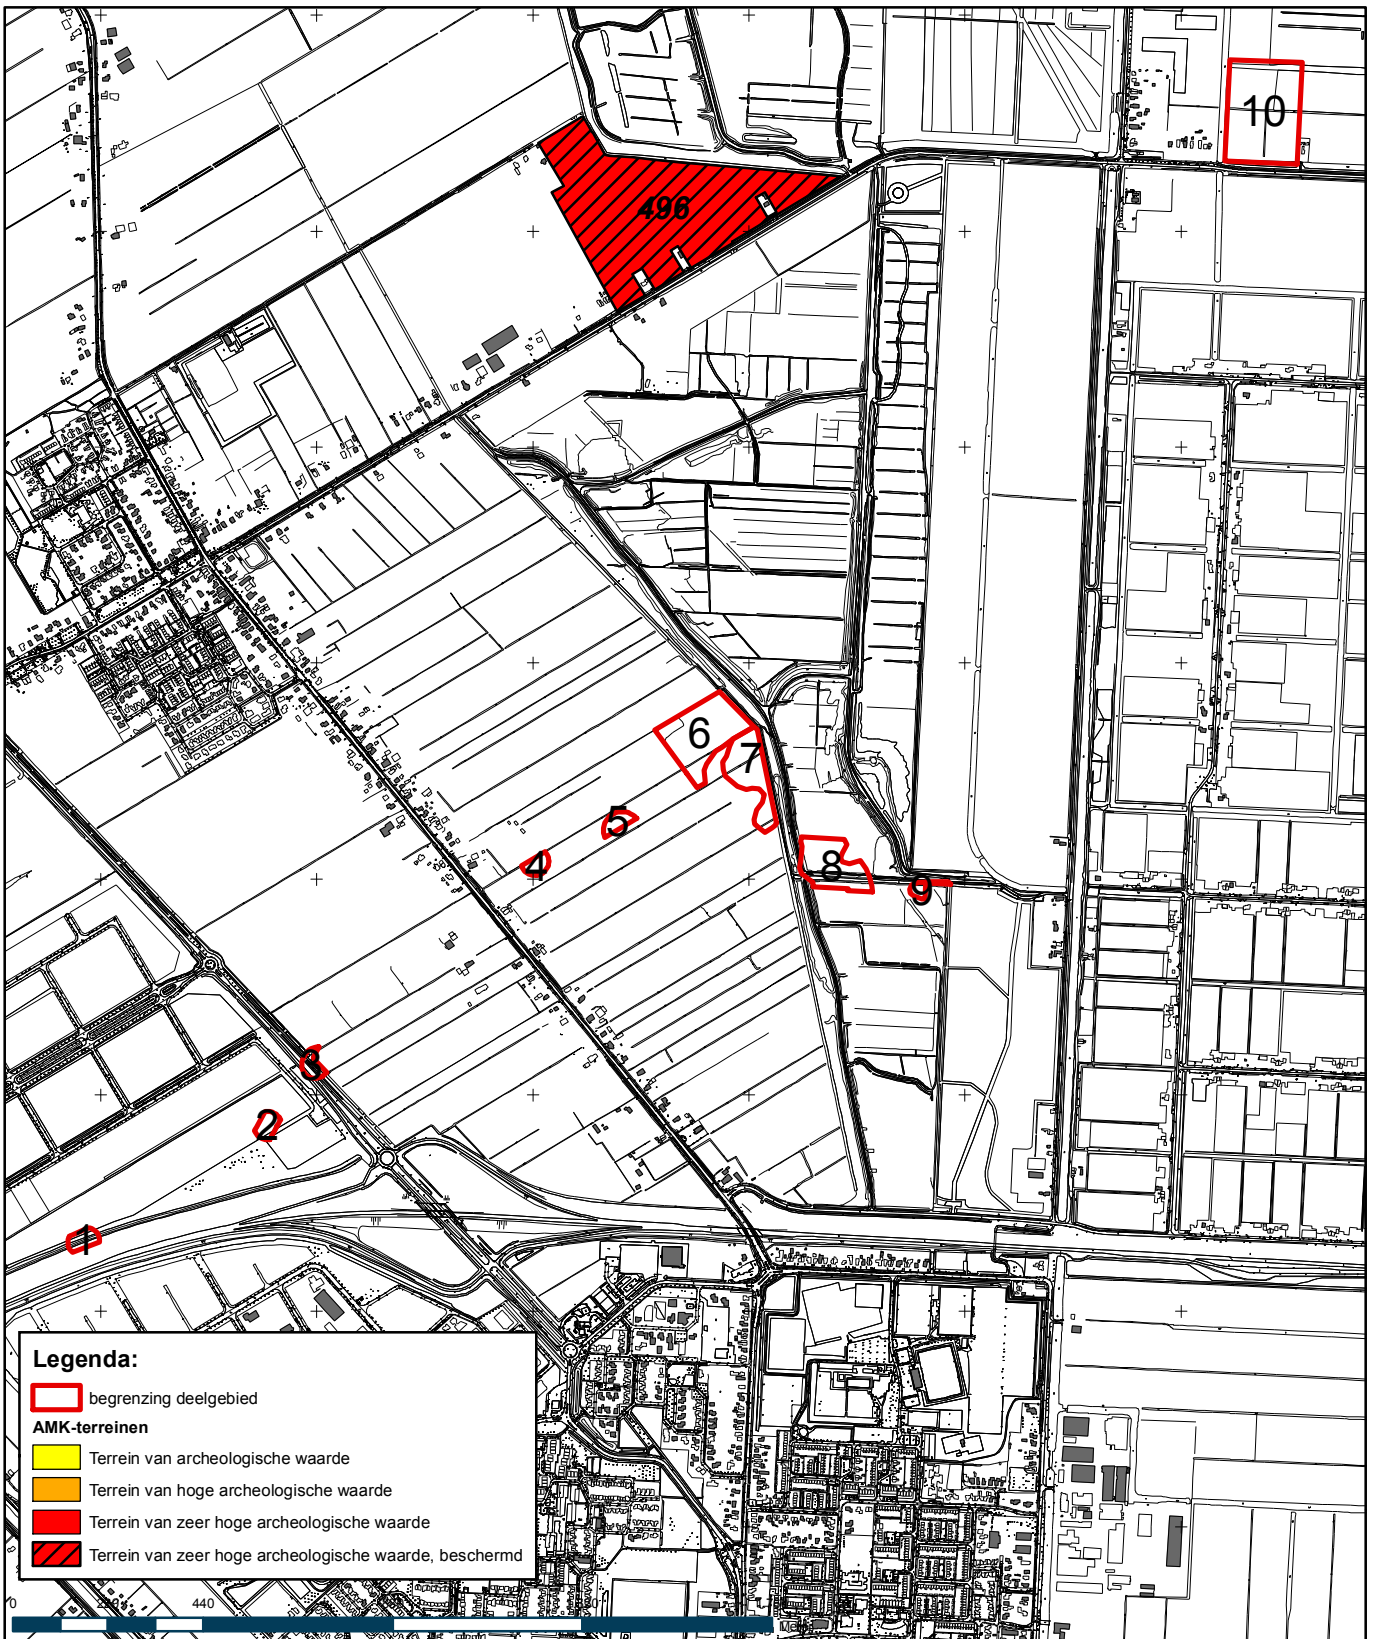 10
496
6
7
5
4
8
9
3
2
1
Legenda:
begrenzing deelgebied
AMK-terreinen
Terrein van archeologische waarde
Terrein van hoge archeologische waarde
Terrein van zeer hoge archeologische waarde
Terrein van zeer hoge archeologische waarde, beschermd
0 220 440